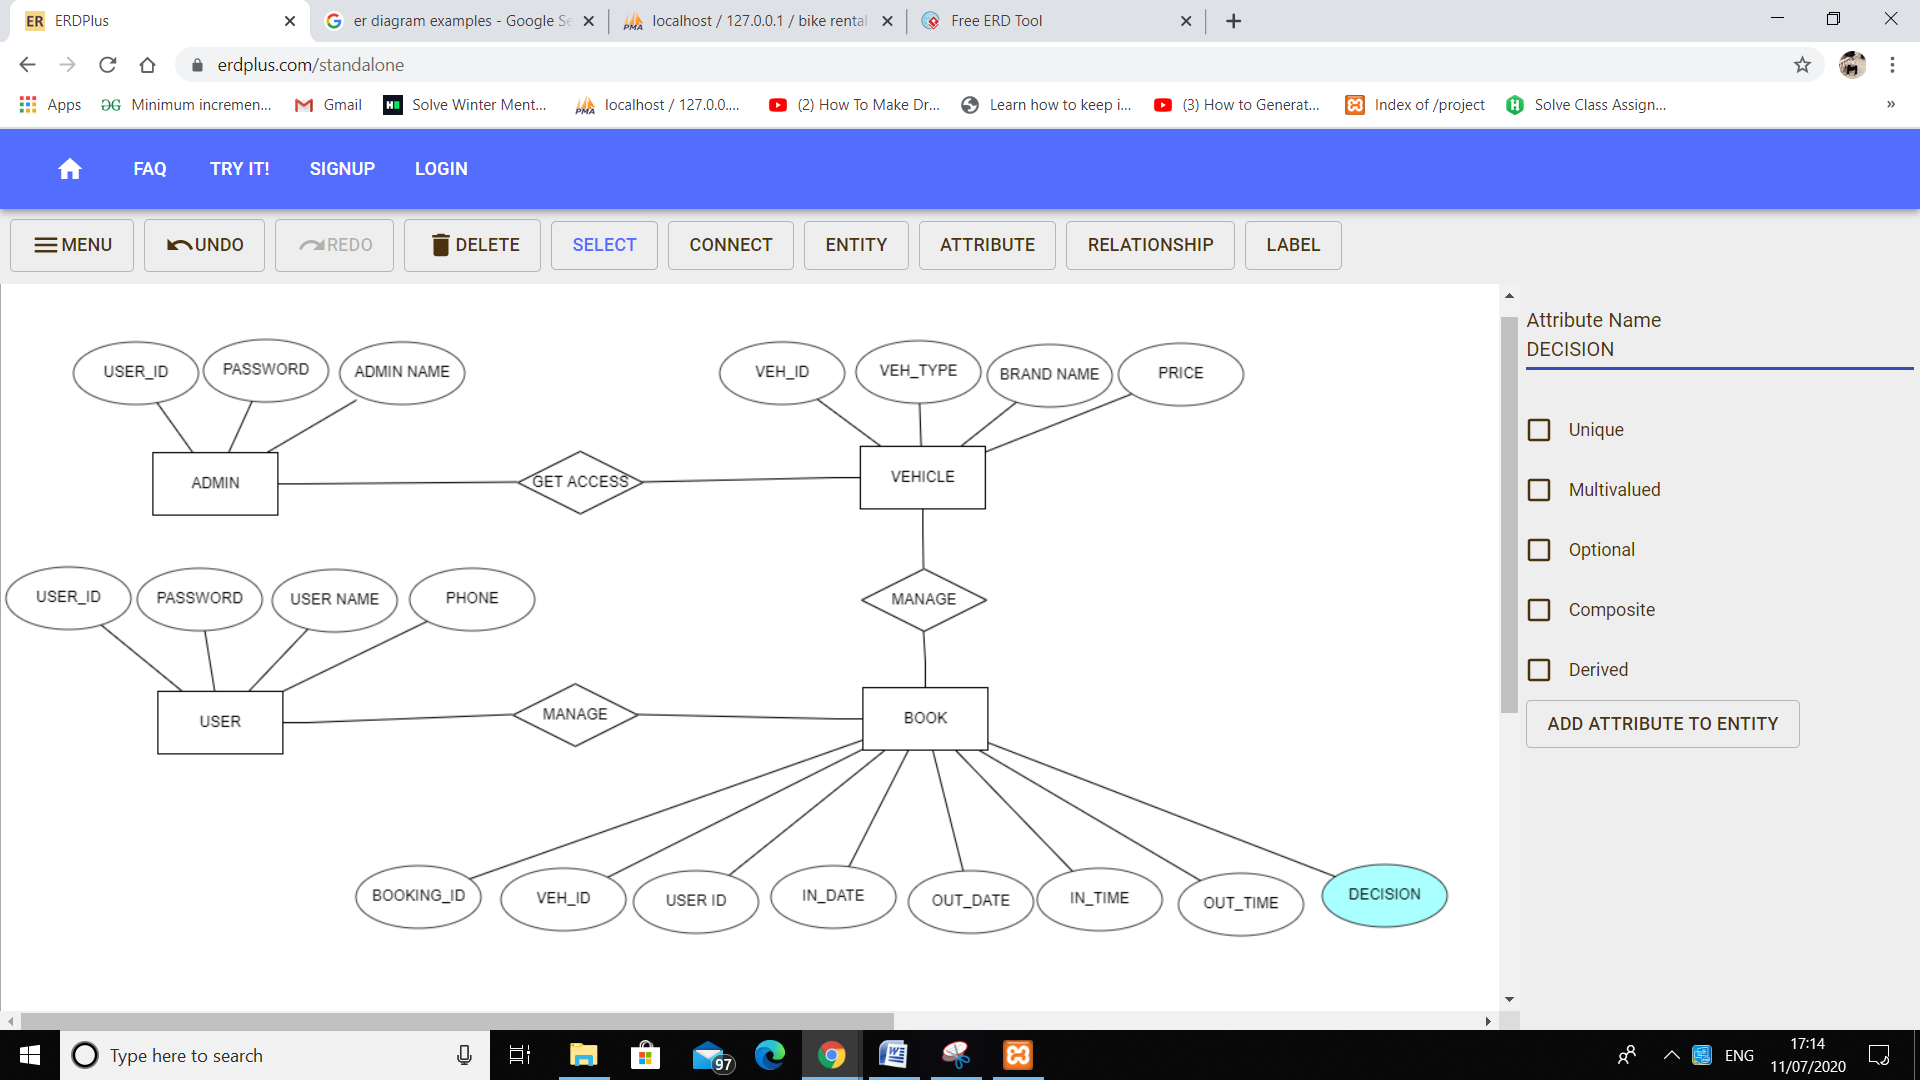 ER ERDPlus
er diagram examples - Google Se
localhost / 127.0.0.1 / bike rental
Free ERD Tool
erdplus.com/standalone
Apps
Minimum incremen...
Gmail
Solve Winter Ment...
localhost / 127.0.0....
(2) How To Make Dr...
Learn how to keep i...
(3) How to Generat...
Index of /project
Solve Class Assign...
»
FAQ TRY IT! SIGNUP LOGIN
MENU UNDO REDO DELETE SELECT CONNECT ENTITY ATTRIBUTE RELATIONSHIP LABEL
Attribute Name
DECISION
Unique
Multivalued
Optional
Composite
Derived
ADD ATTRIBUTE TO ENTITY
USER_ID PASSWORD ADMIN NAME
VEH_ID VEH_TYPE BRAND NAME PRICE
ADMIN GET ACCESS VEHICLE
USER_ID PASSWORD USER NAME PHONE
MANAGE
USER MANAGE BOOK
BOOKING_ID VEH_ID USER ID IN_DATE OUT_DATE IN_TIME OUT_TIME DECISION
Type here to search
97
ENG
17:14
11/07/2020